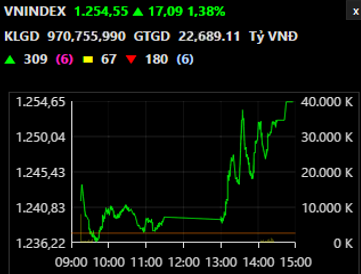 VNINDEX 1.254,55 ▲ 17,09 1,38% x
KLGD 970,755,990 GTGD 22,689.11 Tỷ VNĐ
▲ 309 (6) 67 ▼ 180 (6)
1.254,65 40.000 K
1.250,04 30.000 K
1.245,43 20.000 K
1.240,83 10.000 K
1.236,22 0 K
09:00 10:00 11:00 12:00 13:00 14:00 15:00